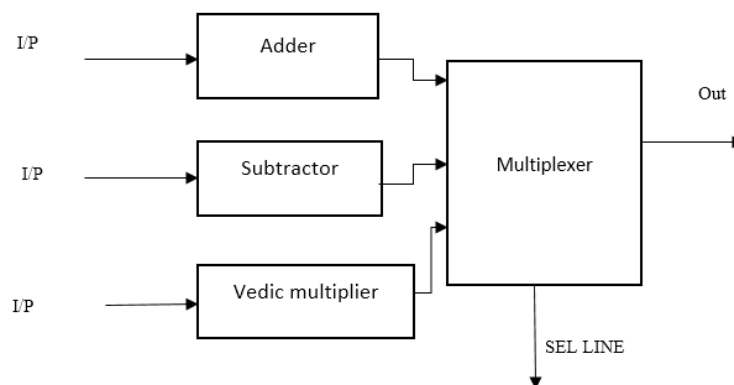 I/P
Adder
Out
I/P
Subtractor
Multiplexer
I/P
Vedic multiplier
SEL LINE